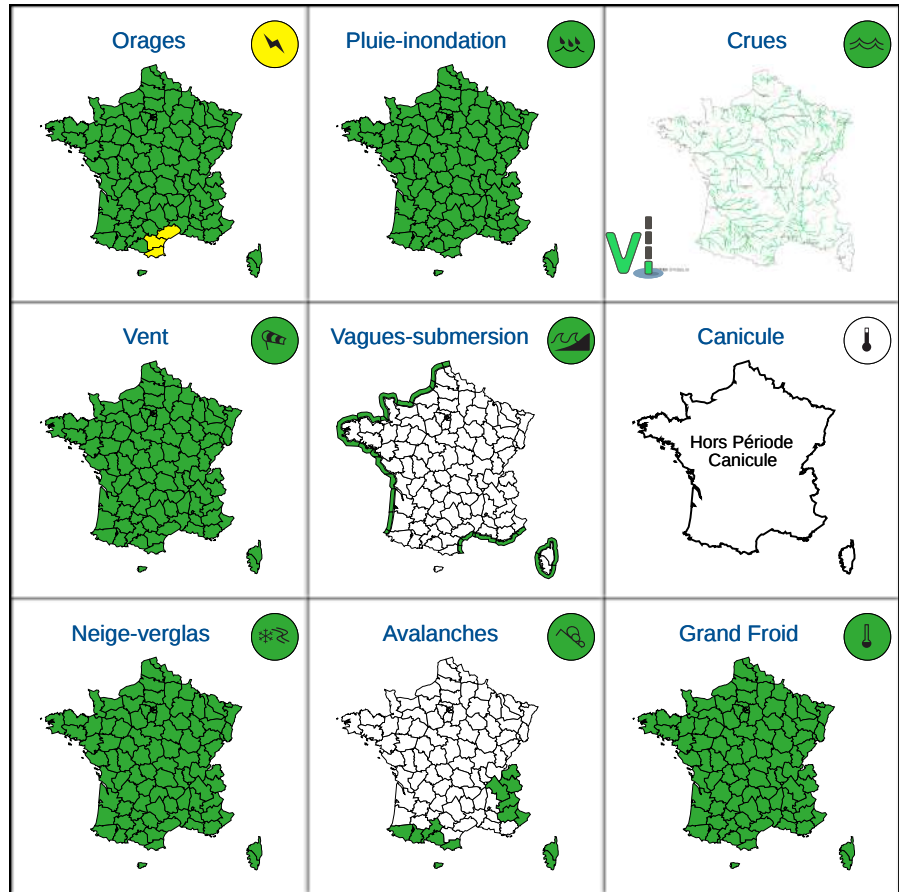 Orages
Pluie-inondation
Crues
Vent
Vagues-submersion
Canicule
Hors Période
Canicule
Neige-verglas
Avalanches
Grand Froid